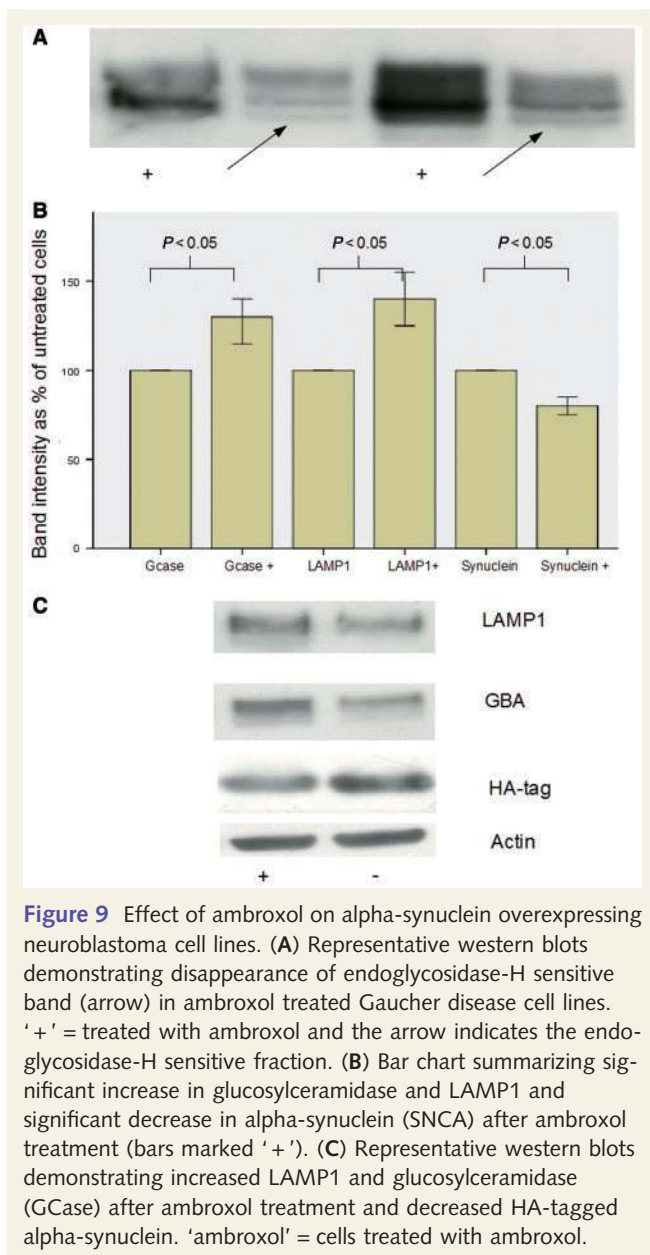 A
+ +
B
P < 0.05 P < 0.05 P < 0.05
Band intensity as % of untreated cells
150
100
50
0
Gcase Gcase + LAMP1 LAMP1+ Synuclein Synuclein +
C
LAMP1
GBA
HA-tag
Actin
+ -
Figure 9 Effect of ambroxol on alpha-synuclein overexpressing
neuroblastoma cell lines. (A) Representative western blots
demonstrating disappearance of endoglycosidase-H sensitive
band (arrow) in ambroxol treated Gaucher disease cell lines.
‘+’ = treated with ambroxol and the arrow indicates the endo-
glycosidase-H sensitive fraction. (B) Bar chart summarizing sig-
nificant increase in glucosylceramidase and LAMP1 and
significant decrease in alpha-synuclein (SNCA) after ambroxol
treatment (bars marked ‘+’). (C) Representative western blots
demonstrating increased LAMP1 and glucosylceramidase
(GCase) after ambroxol treatment and decreased HA-tagged
alpha-synuclein. ‘ambroxol’ = cells treated with ambroxol.